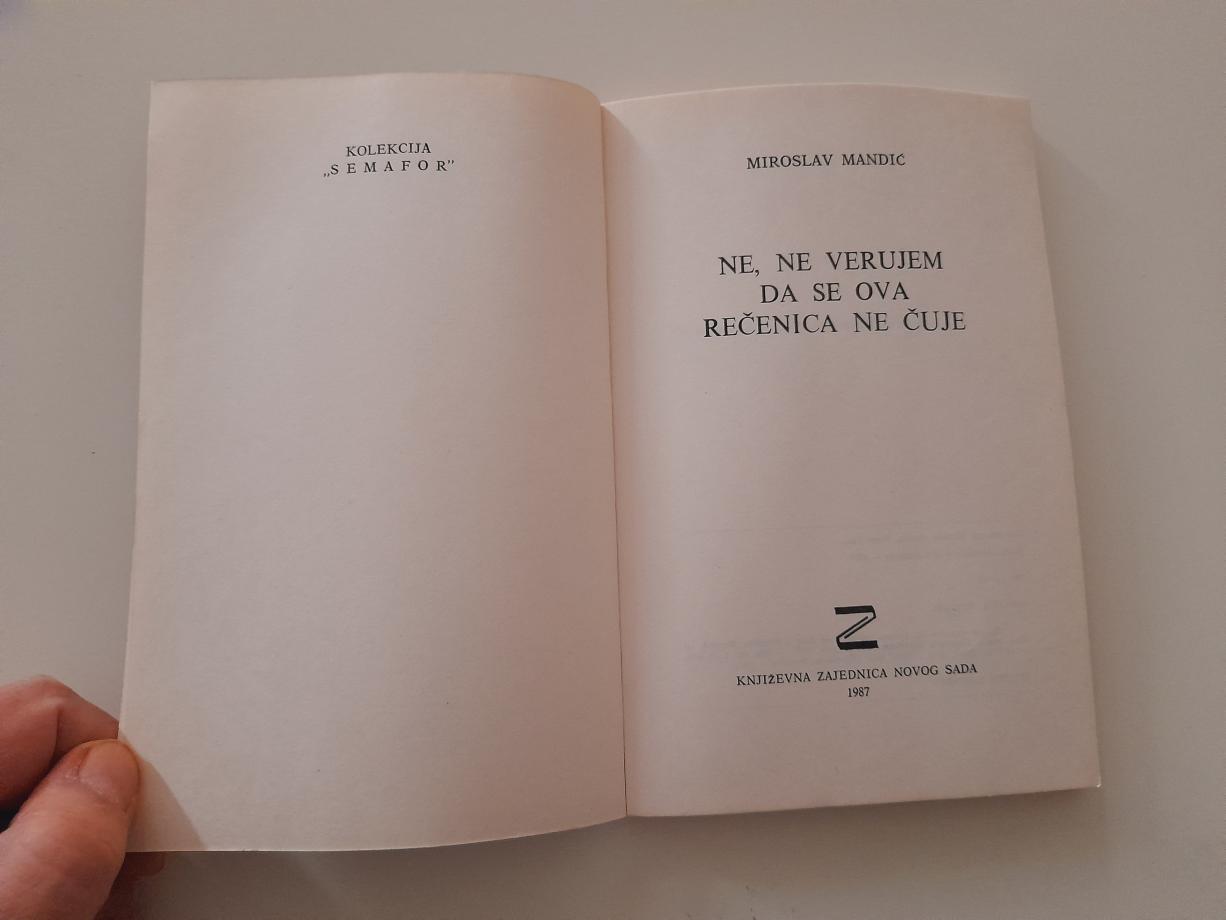 KOLEKCIJA
„SEMAFOR”
MIROSLAV MANDIĆ
NE, NE VERUJEM
DA SE OVA
REČENICA NE ČUJE
KNJIŽEVNA ZAJEDNICA NOVOG SADA
1987